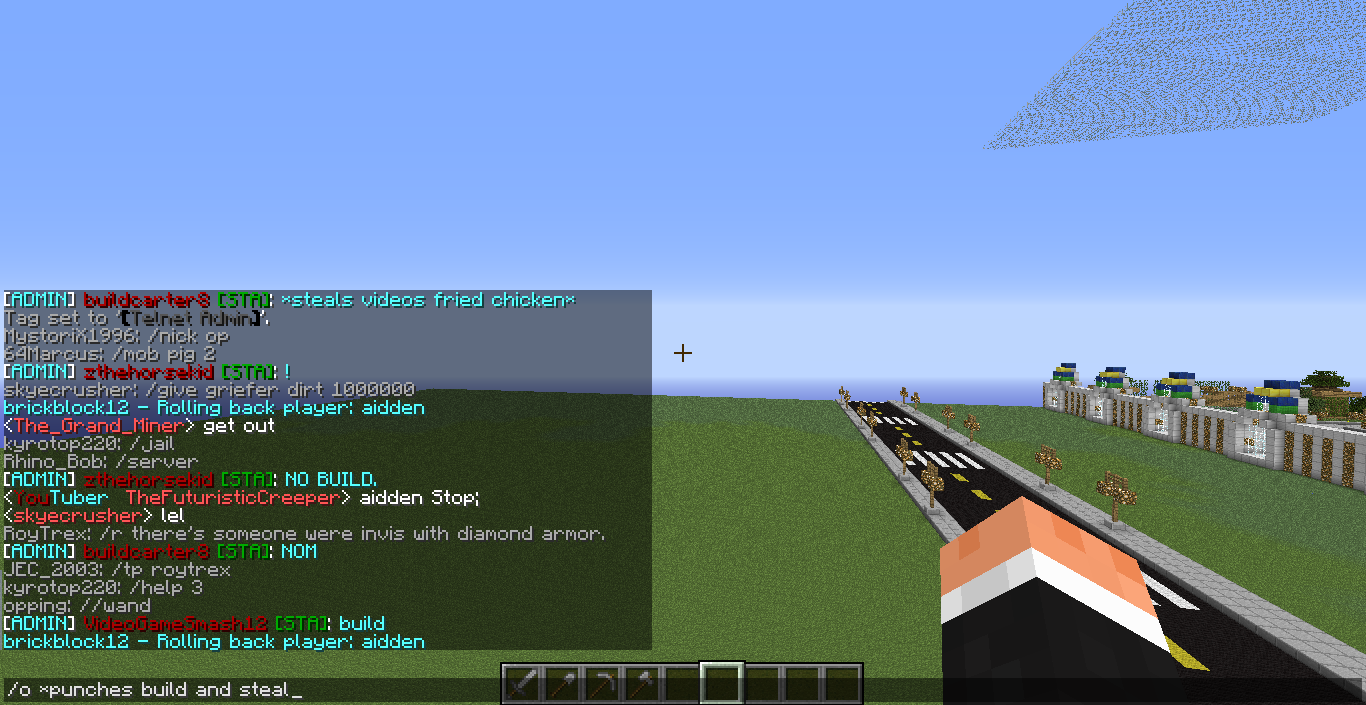 [ADMIN] buildcarter8 [STA]: *steals videos fried chicken*
Tag set to '[Telnet Admin]'.
MystoriX1996: /nick op
64Marcus: /mob pig 2
[ADMIN] zthehorsekid [STA]: !
skyecrusher: /give griefer dirt 1000000
brickblock12 - Rolling back player: aidden
<The_Grand_Miner> get out
kyrotop220: /jail
Rhino_Bob: /server
[ADMIN] zthehorsekid [STA]: NO BUILD.
<YouTuber TheFuturisticCreeper> aidden Stop;
<skyecrusher> lel
RoyTrex: /r there's someone were invis with diamond armor.
[ADMIN] buildcarter8 [STA]: NOM
JEC_2003: /tp roytrex
kyrotop220: /help 3
opping: //wand
[ADMIN] VideoGameSmash12 [STA]: build
brickblock12 - Rolling back player: aidden
/o *punches build and steal_